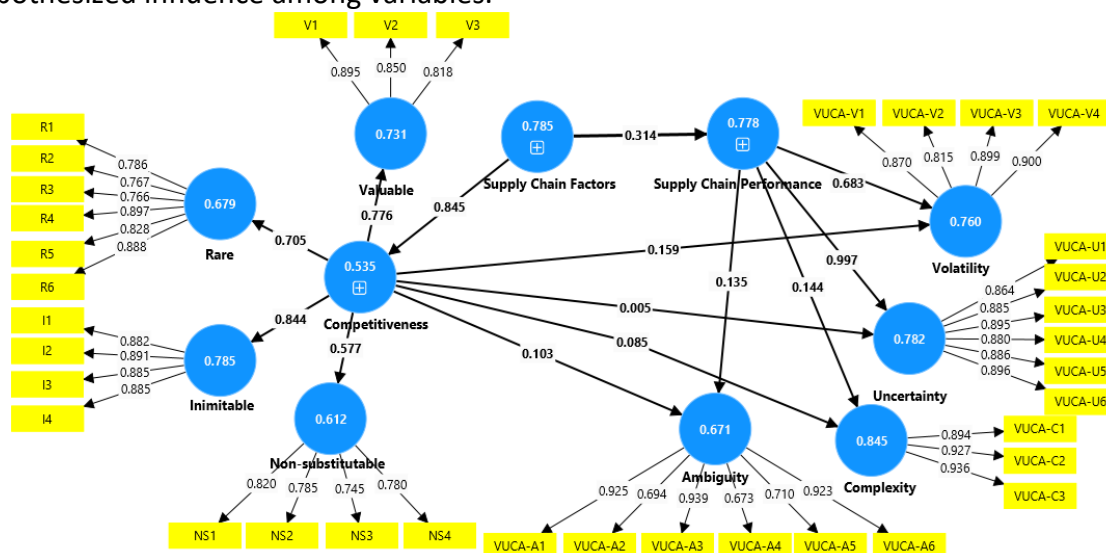 pothesized influence among variables.
V1 V2 V3
0.895 0.850 0.818
0.731
Valuable
0.785
Supply Chain Factors
0.314
0.778
Supply Chain Performance
VUCA-V1 VUCA-V2 VUCA-V3 VUCA-V4
0.870 0.815 0.899 0.900
0.760
Volatility
R1
R2
R3
R4
R5
R6
0.786
0.767
0.766
0.897
0.828
0.888
0.679
Rare
0.705
0.776
0.845
0.683
0.159
0.135
0.144
0.997
0.535
Competitiveness
0.005
0.085
0.103
0.844
0.577
I1
I2
I3
I4
0.882
0.891
0.885
0.885
0.785
Inimitable
VUCA-U1
VUCA-U2
VUCA-U3
VUCA-U4
VUCA-U5
VUCA-U6
0.864
0.885
0.895
0.880
0.886
0.896
0.782
Uncertainty
0.612
Non-substitutable
0.820 0.785 0.745 0.780
NS1 NS2 NS3 NS4
0.671
Ambiguity
0.925 0.694 0.939 0.673 0.710 0.923
VUCA-A1 VUCA-A2 VUCA-A3 VUCA-A4 VUCA-A5 VUCA-A6
0.845
Complexity
0.894
0.927
0.936
VUCA-C1
VUCA-C2
VUCA-C3